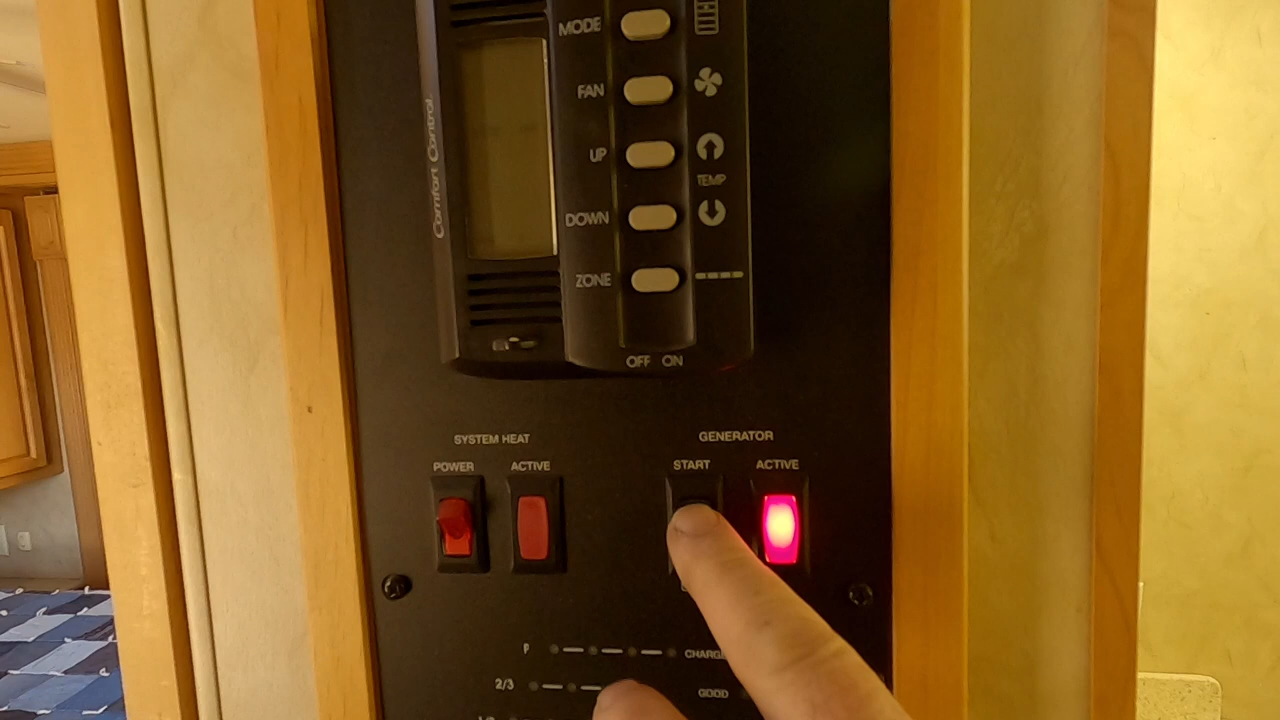 MODE
FAN
UP
TEMP
DOWN
ZONE
Comfort Control.
OFF ON
SYSTEM HEAT
GENERATOR
POWER ACTIVE
START ACTIVE
F
2/3
GOOD